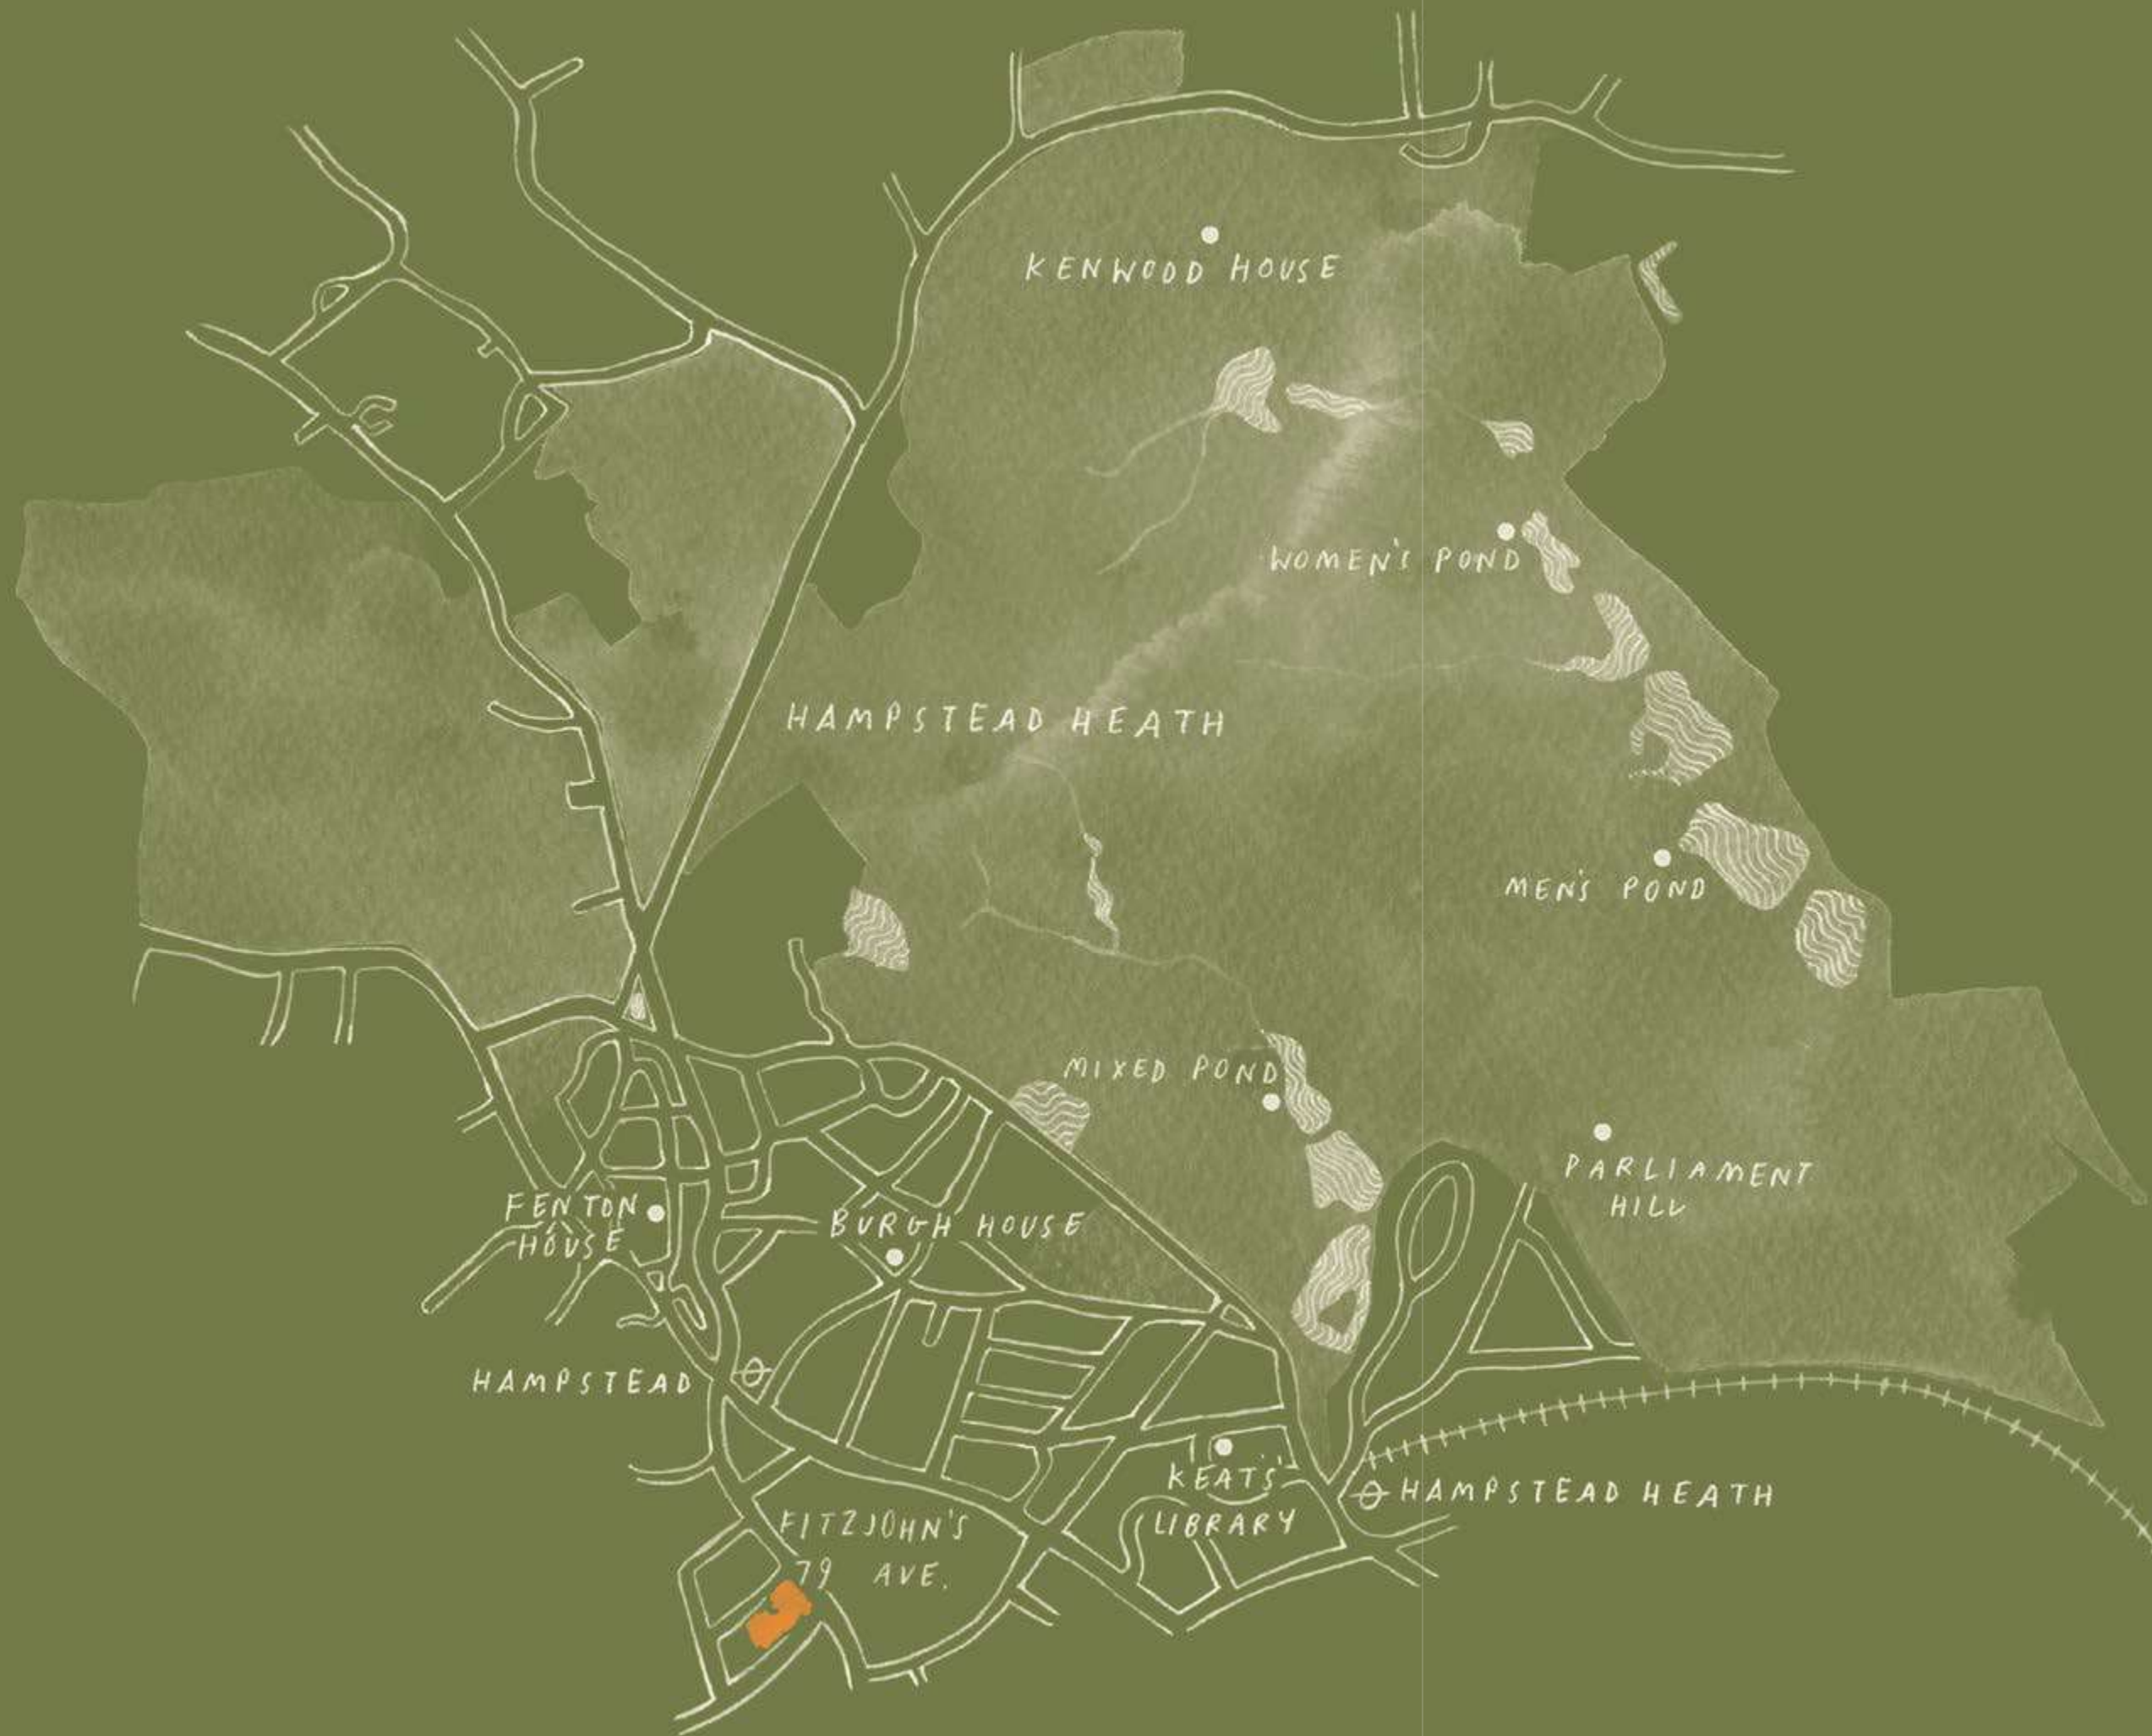 KENWOOD HOUSE
WOMEN'S POND
HAMPSTEAD HEATH
MEN'S POND
MIXED POND
PARLIAMENT
HILL
FENTON
HOUSE
BURGH HOUSE
HAMPSTEAD
KEATS'
LIBRARY
HAMPSTEAD HEATH
FITZJOHN'S
79 AVE.